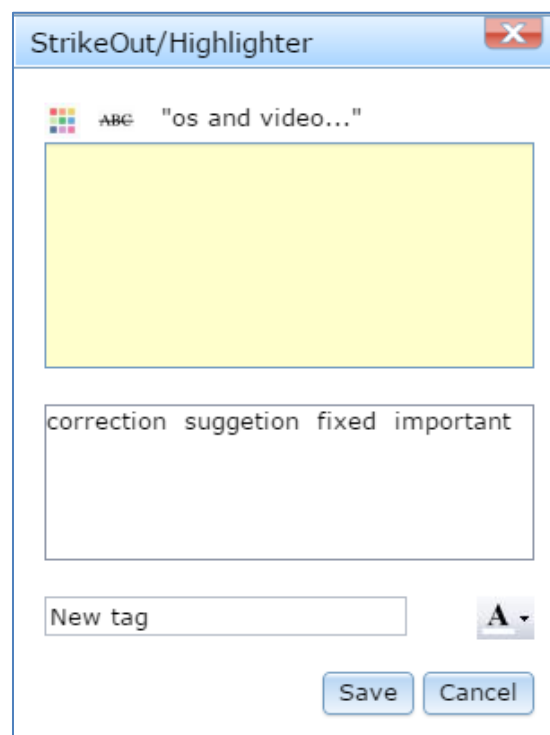 StrikeOut/Highlighter
ABC "os and video..."
correction suggetion fixed important
New tag
A
Save Cancel